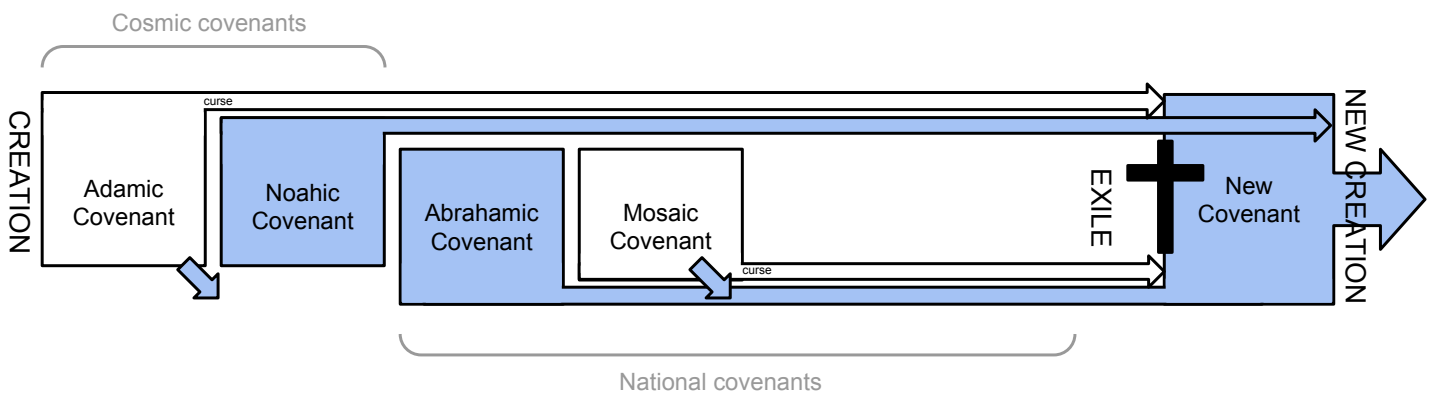 Cosmic covenants
CREATION
curse
Adamic
Covenant
Noahic
Covenant
Abrahamic
Covenant
Mosaic
Covenant
curse
EXILE
New
Covenant
NEW CREATION
National covenants